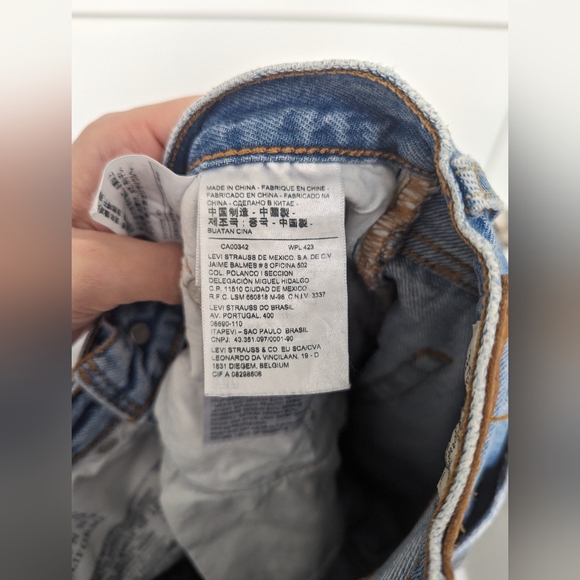 MADE IN CHINA - FABRIQUE EN CHINE -
FABRICADO EN CHINA - FABRICADO NA
CHINA - СДЕЛАНО В КИТАЕ -
中国制造 - 中國製 -
제조국: 중국 - 中国製 -
BUATAN CINA
CA00342 WPL 423
LEVI STRAUSS DE MEXICO, S.A. DE C.V
JAIME BALMES # 8 OFICINA 502
COL. POLANCO I SECCION
DELEGACIÓN MIGUEL HIDALGO
C.P. 11510 CIUDAD DE MEXICO
R.F.C. LSM 650818 M-98 C.N.I.V. 3337
LEVI STRAUSS DO BRASIL
AV. PORTUGAL, 400
06690-110
ITAPEVI - SAO PAULO BRASIL
CNPJ: 43.351.097/0001-90
LEVI STRAUSS & CO EU SCA/CVA
LEONARDO DA VINCILAAN, 19 - D
1831 DIEGEM, BELGIUM
CIF A 08298506